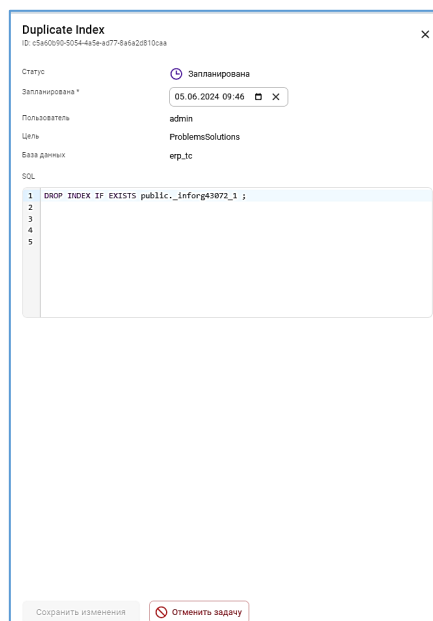 Duplicate Index
ID: c5a60b90-5054-4a5e-ad77-8a6a2d810caa
Статус Запланирована
Запланирована * 05.06.2024 09:46
Пользователь admin
Цель ProblemsSolutions
База данных erp_tc
SQL
1 DROP INDEX IF EXISTS public._inforg43072_1 ;
2
3
4
5
Сохранить изменения Отменить задачу